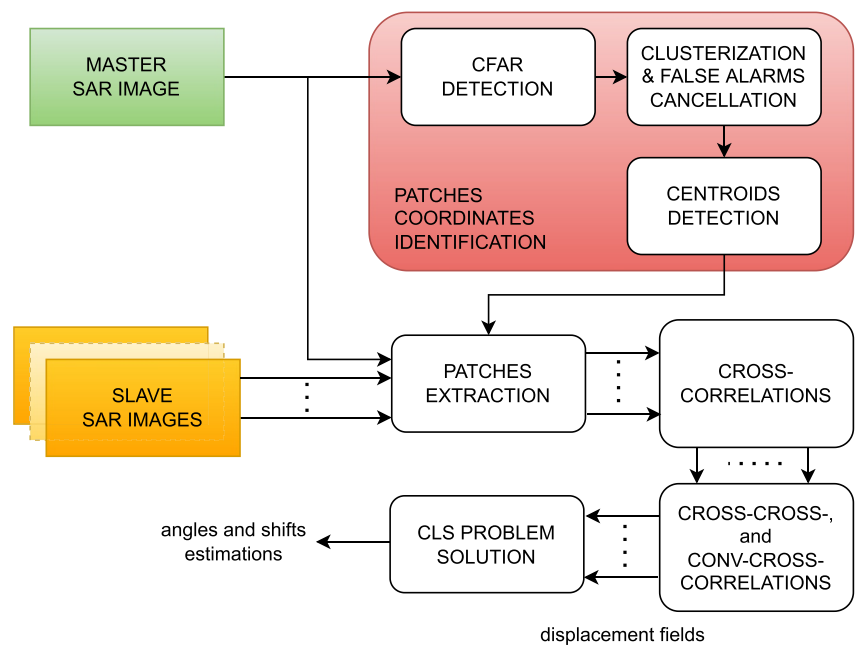 MASTER
SAR IMAGE
CFAR
DETECTION
CLUSTERIZATION
& FALSE ALARMS
CANCELLATION
PATCHES
COORDINATES
IDENTIFICATION
CENTROIDS
DETECTION
SLAVE
SAR IMAGES
PATCHES
EXTRACTION
CROSS-
CORRELATIONS
CROSS-CROSS-,
and
CONV-CROSS-
CORRELATIONS
CLS PROBLEM
SOLUTION
angles and shifts
estimations
displacement fields